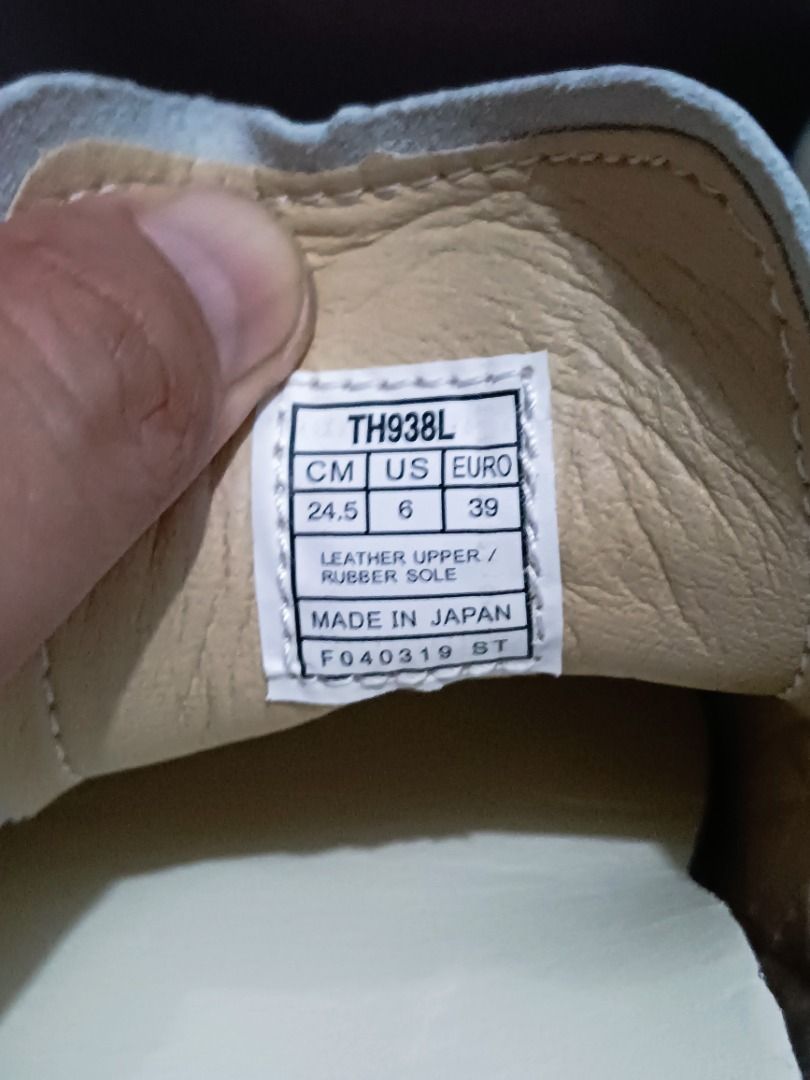 TH938L
CM US EURO
24.5 6 39
LEATHER UPPER /
RUBBER SOLE
MADE IN JAPAN
F040319 ST